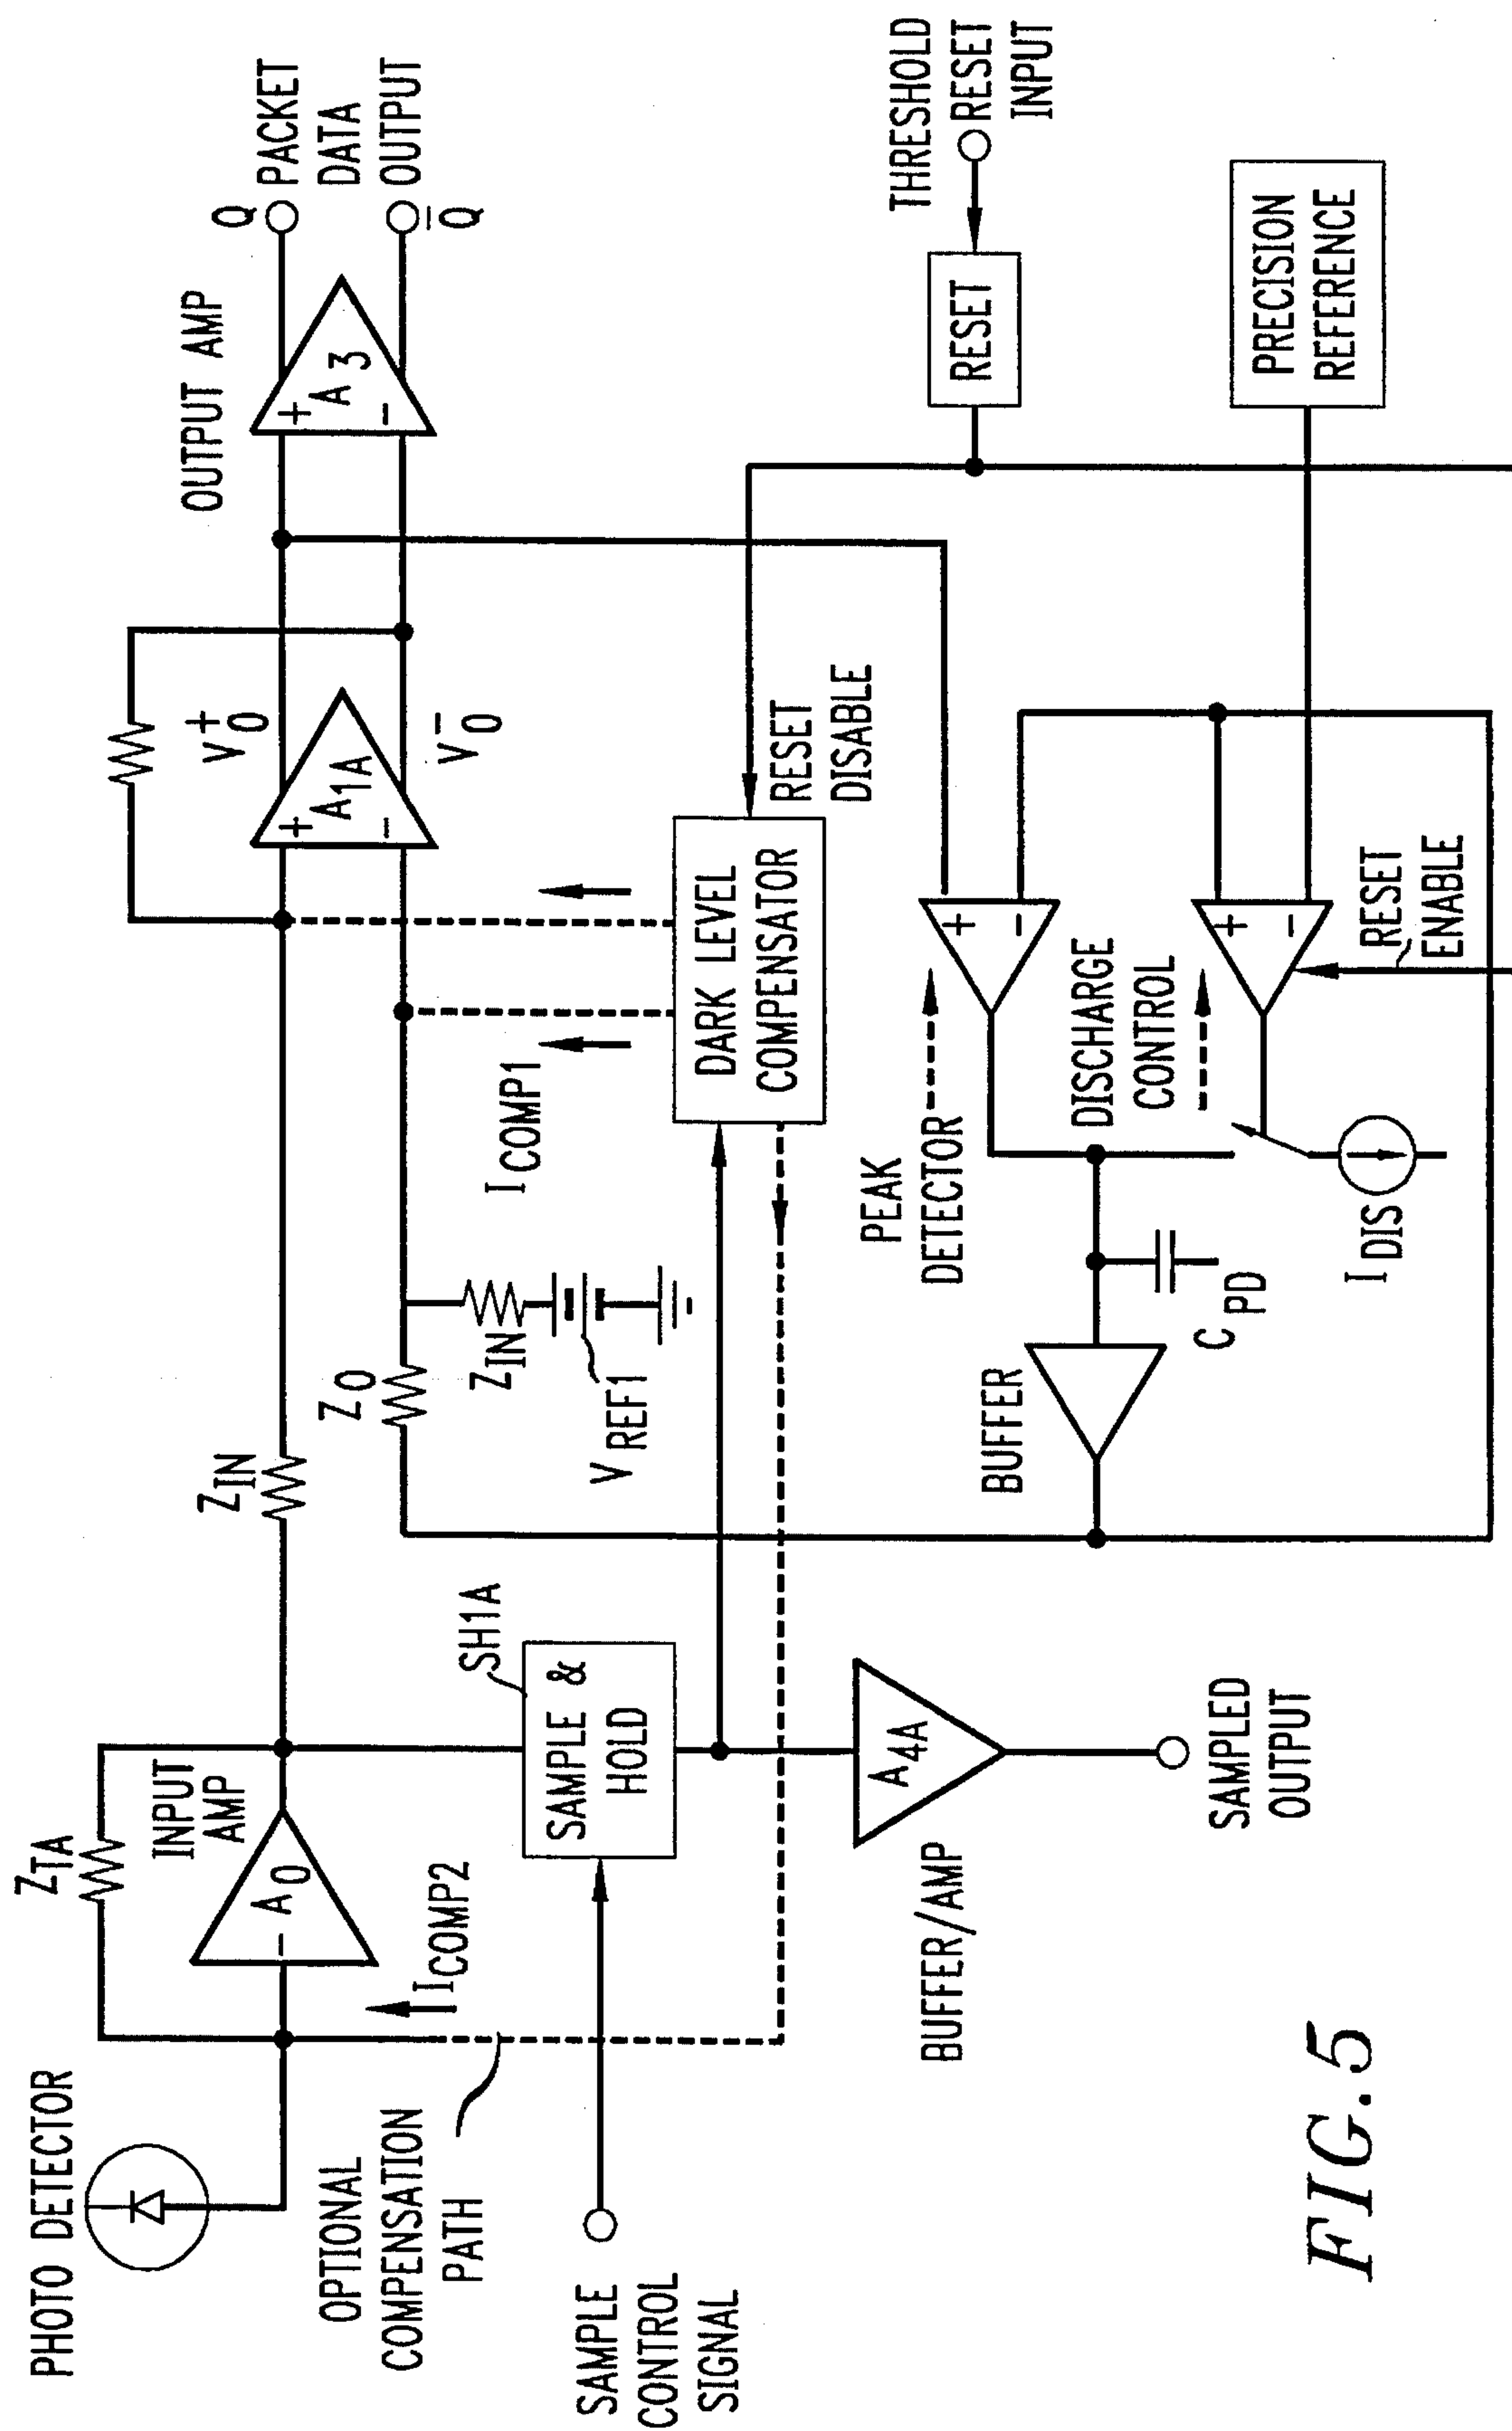 PHOTO DETECTOR
Z TA
INPUT
AMP
A 0
−
I COMP2
OPTIONAL
COMPENSATION
PATH
SAMPLE
CONTROL
SIGNAL
SH1A
SAMPLE &
HOLD
BUFFER/AMP
A 4A
SAMPLED
OUTPUT
Z IN
Z 0
Z IN
V REF1
I COMP1
DARK LEVEL
COMPENSATOR
RESET
DISABLE
+
A 1A
−
V + 0
V − 0
OUTPUT AMP
+
A 3
−
Q
Q̅
PACKET
DATA
OUTPUT
THRESHOLD
RESET
INPUT
RESET
PRECISION
REFERENCE
PEAK
DETECTOR
+
−
DISCHARGE
CONTROL
+
−
RESET
ENABLE
BUFFER
C PD
I DIS
FIG. 5